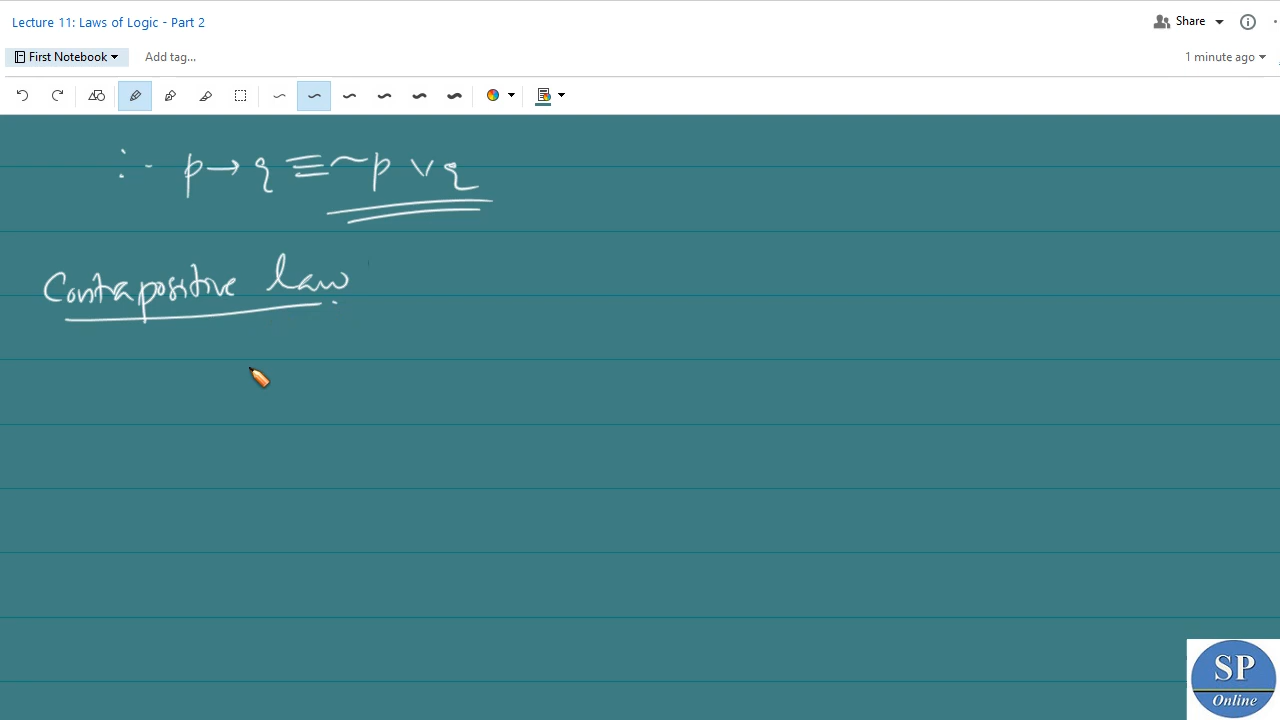 Lecture 11: Laws of Logic - Part 2
Share
First Notebook
Add tag...
1 minute ago
∴ p → q ≡ ~p ∨ q
Contrapositive law
SP
Online